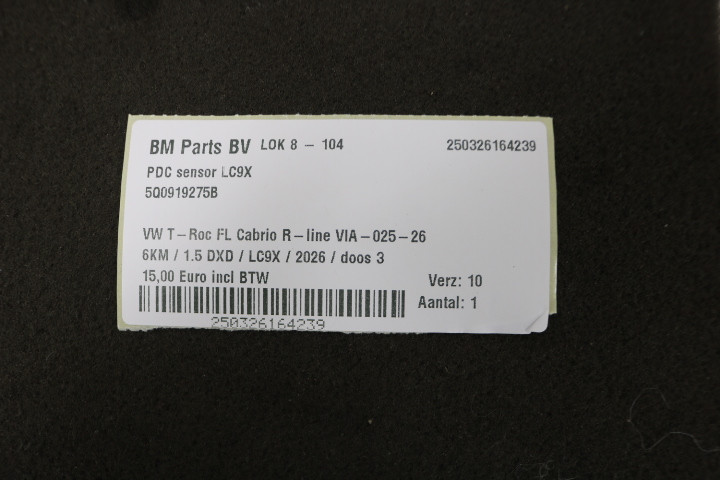 BM Parts BV LOK 8 - 104 250326164239
PDC sensor LC9X
5Q0919275B
VW T-Roc FL Cabrio R-line VIA-025-26
6KM / 1.5 DXD / LC9X / 2026 / doos 3
15,00 Euro incl BTW Verz: 10
Aantal: 1
250326164239